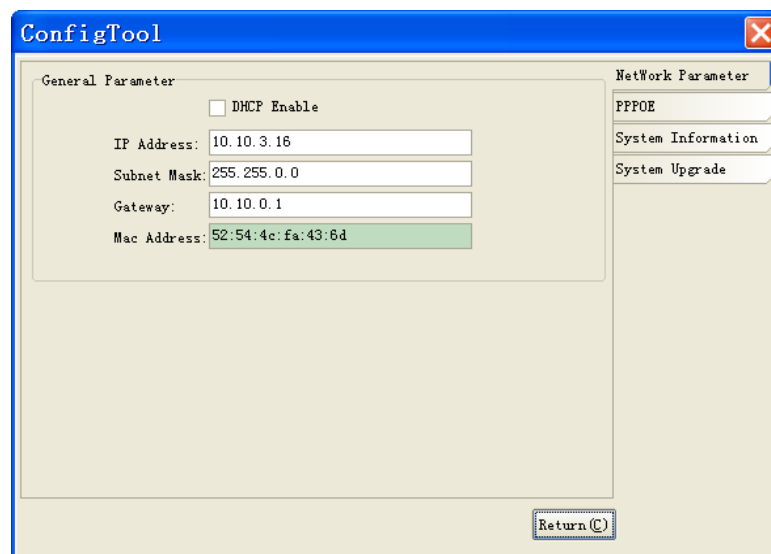 ConfigTool
General Parameter
DHCP Enable
IP Address: 10.10.3.16
Subnet Mask: 255.255.0.0
Gateway: 10.10.0.1
Mac Address: 52:54:4c:fa:43:6d
NetWork Parameter
PPPOE
System Information
System Upgrade
Return(C)